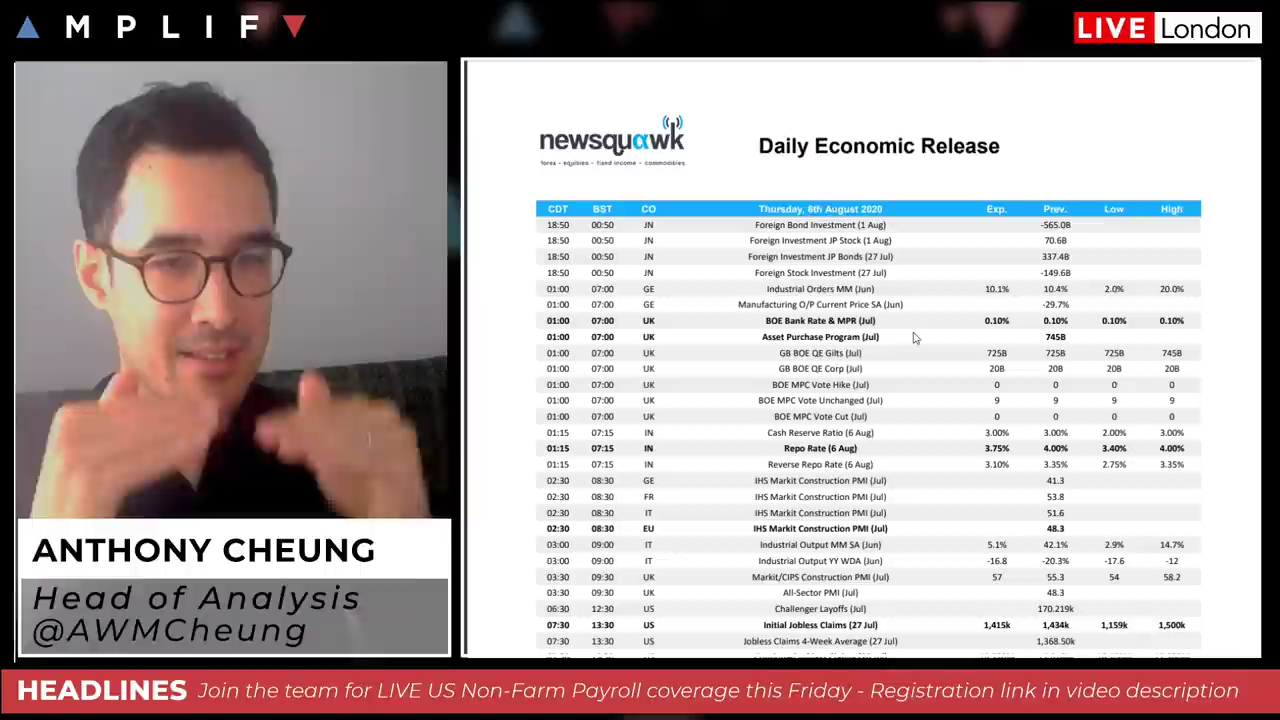 AMPLIFY
LIVE London
newsquawk
forex - equities - fixed income - commodities
Daily Economic Release
CDT BST CO Thursday, 6th August 2020 Exp. Prev. Low High
18:50 00:50 JN Foreign Bond Investment (1 Aug) -565.0B
18:50 00:50 JN Foreign Investment JP Stock (1 Aug) 70.6B
18:50 00:50 JN Foreign Investment JP Bonds (27 Jul) 337.4B
18:50 00:50 JN Foreign Stock Investment (27 Jul) -149.6B
01:00 07:00 GE Industrial Orders MM (Jun) 10.1% 10.4% 2.0% 20.0%
01:00 07:00 GE Manufacturing O/P Current Price SA (Jun) -29.7%
01:00 07:00 UK BOE Bank Rate & MPR (Jul) 0.10% 0.10% 0.10% 0.10%
01:00 07:00 UK Asset Purchase Program (Jul) 745B
01:00 07:00 UK GB BOE QE Gilts (Jul) 725B 725B 725B 745B
01:00 07:00 UK GB BOE QE Corp (Jul) 20B 20B 20B 20B
01:00 07:00 UK BOE MPC Vote Hike (Jul) 0 0 0 0
01:00 07:00 UK BOE MPC Vote Unchanged (Jul) 9 9 9 9
01:00 07:00 UK BOE MPC Vote Cut (Jul) 0 0 0 0
01:15 07:15 IN Cash Reserve Ratio (6 Aug) 3.00% 3.00% 2.00% 3.00%
01:15 07:15 IN Repo Rate (6 Aug) 3.75% 4.00% 3.40% 4.00%
01:15 07:15 IN Reverse Repo Rate (6 Aug) 3.10% 3.35% 2.75% 3.35%
02:30 08:30 GE IHS Markit Construction PMI (Jul) 41.3
02:30 08:30 FR IHS Markit Construction PMI (Jul) 53.8
02:30 08:30 IT IHS Markit Construction PMI (Jul) 51.6
02:30 08:30 EU IHS Markit Construction PMI (Jul) 48.3
03:00 09:00 IT Industrial Output MM SA (Jun) 5.1% 42.1% 2.9% 14.7%
03:00 09:00 IT Industrial Output YY WDA (Jun) -16.8 -20.3% -17.6 -12
03:30 09:30 UK Markit/CIPS Construction PMI (Jul) 57 55.3 54 58.2
03:30 09:30 UK All-Sector PMI (Jul) 48.3
06:30 12:30 US Challenger Layoffs (Jul) 170.219k
07:30 13:30 US Initial Jobless Claims (27 Jul) 1,415k 1,434k 1,159k 1,500k
07:30 13:30 US Jobless Claims 4-Week Average (27 Jul) 1,368.50k
ANTHONY CHEUNG
Head of Analysis
@AWMCheung
HEADLINES Join the team for LIVE US Non-Farm Payroll coverage this Friday - Registration link in video description